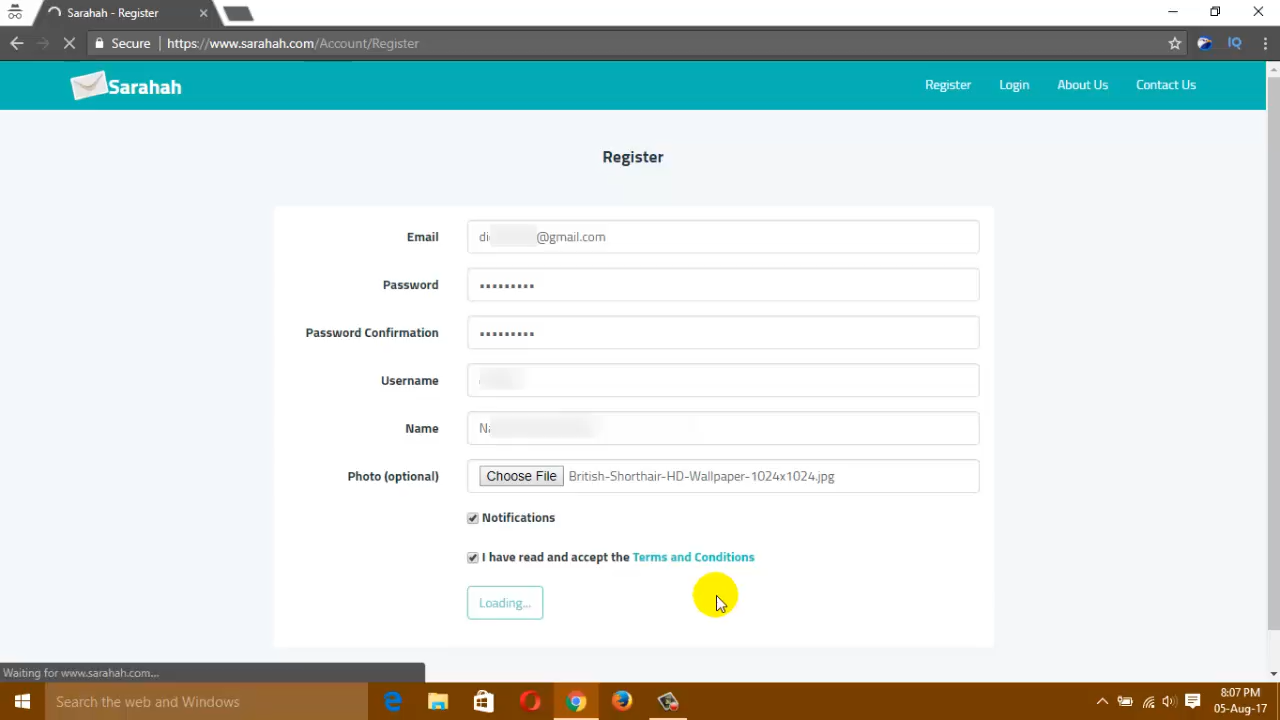 Sarahah - Register
Secure https://www.sarahah.com/Account/Register
IQ
Sarahah
Register Login About Us Contact Us
Register
Email di @gmail.com
Password
Password Confirmation
Username
Name Na
Photo (optional) Choose File British-Shorthair-HD-Wallpaper-1024x1024.jpg
Notifications
I have read and accept the Terms and Conditions
Loading...
Waiting for www.sarahah.com...
Search the web and Windows
8:07 PM
05-Aug-17